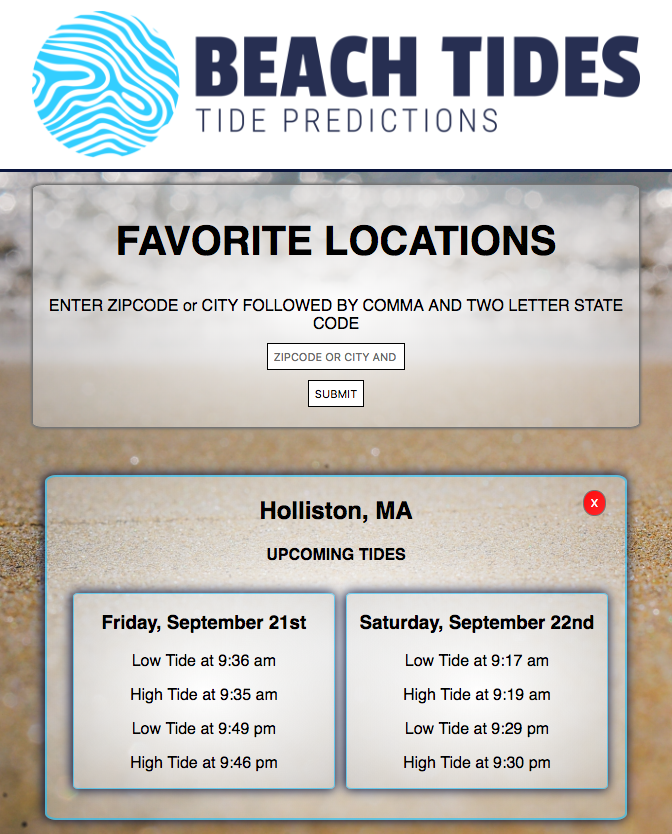 BEACH TIDES
TIDE PREDICTIONS
FAVORITE LOCATIONS
ENTER ZIPCODE or CITY FOLLOWED BY COMMA AND TWO LETTER STATE
CODE
ZIPCODE OR CITY AND
SUBMIT
Holliston, MA
X
UPCOMING TIDES
Friday, September 21st
Low Tide at 9:36 am
High Tide at 9:35 am
Low Tide at 9:49 pm
High Tide at 9:46 pm
Saturday, September 22nd
Low Tide at 9:17 am
High Tide at 9:19 am
Low Tide at 9:29 pm
High Tide at 9:30 pm